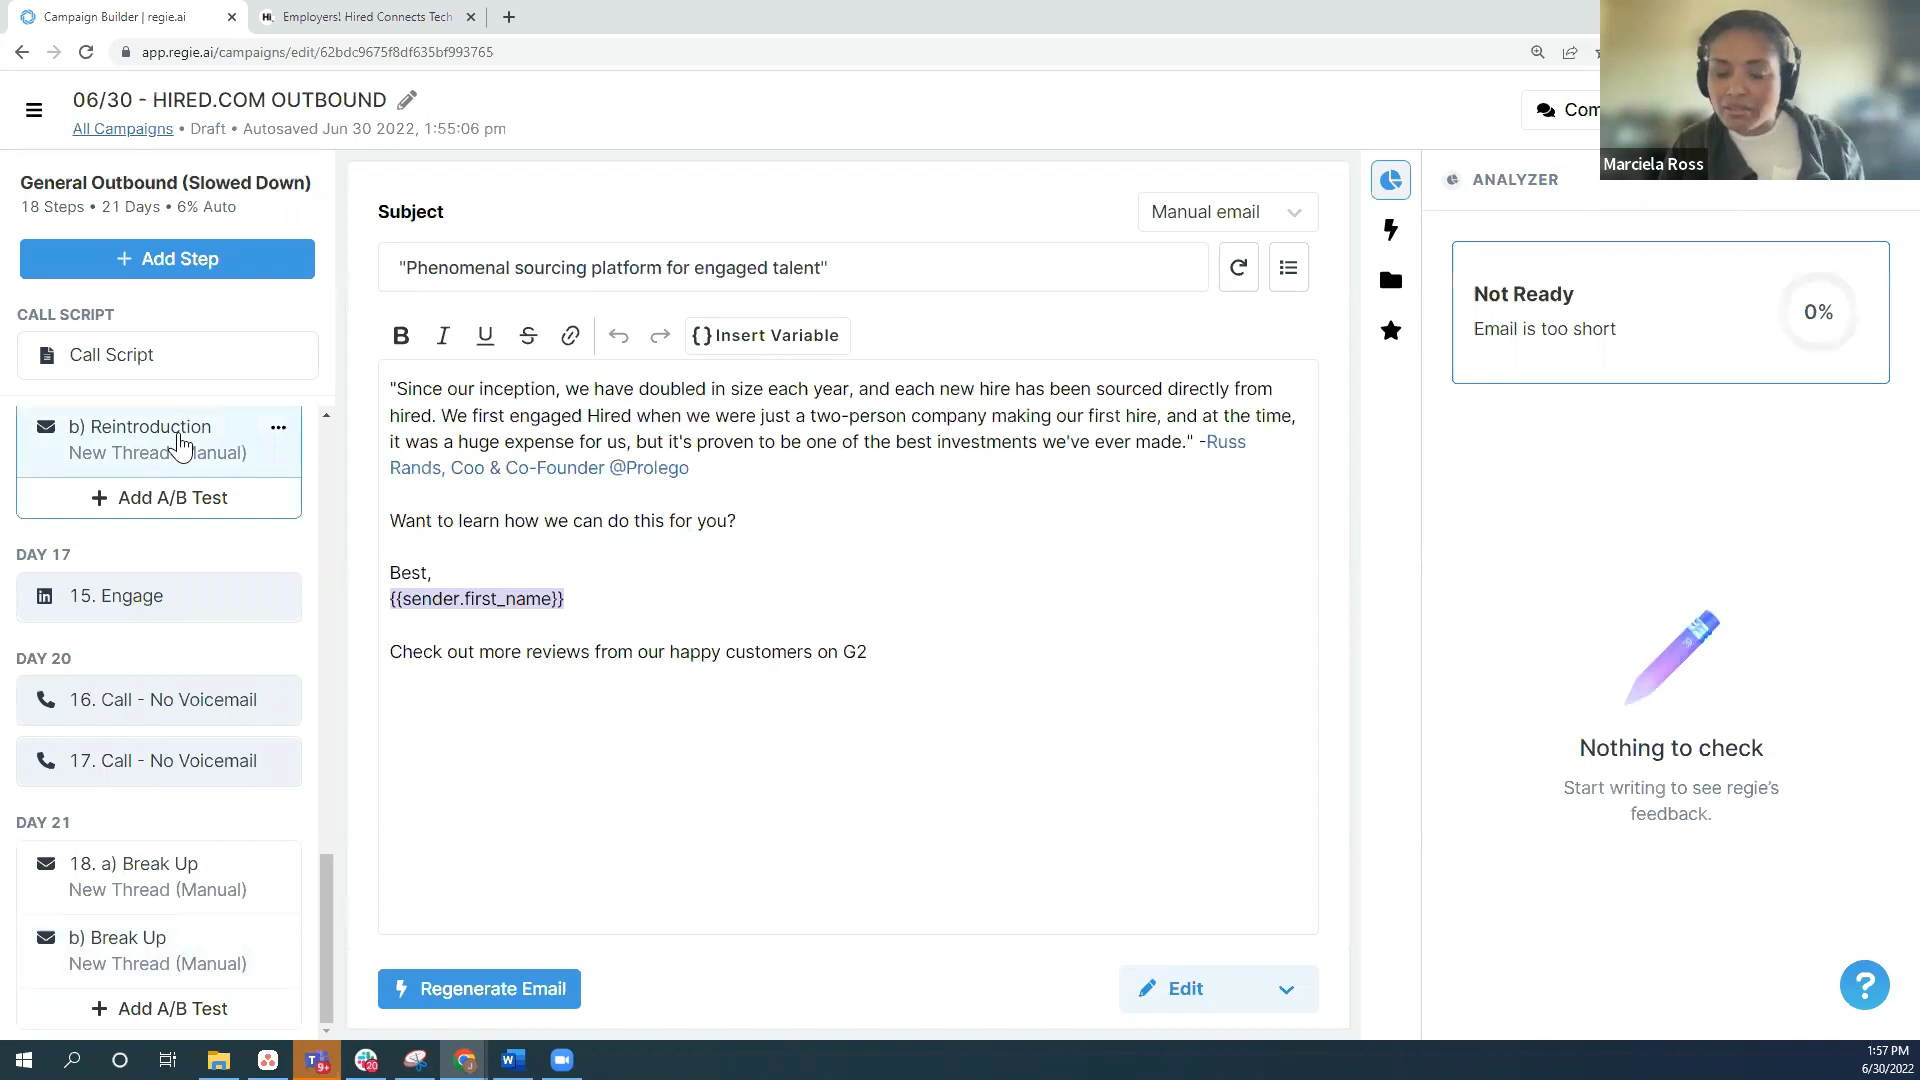 Campaign Builder | regie.ai
Hi.
Employers! Hired Connects Tech
app.regie.ai/campaigns/edit/62bdc9675f8df635bf993765
06/30 - HIRED.COM OUTBOUND
All Campaigns • Draft • Autosaved Jun 30 2022, 1:55:06 pm
Marciela Ross
General Outbound (Slowed Down)
18 Steps • 21 Days • 6% Auto
+ Add Step
CALL SCRIPT
Call Script
b) Reintroduction
New Thread
+ Add A/B Test
DAY 17
15. Engage
DAY 20
16. Call - No Voicemail
17. Call - No Voicemail
DAY 21
18. a) Break Up
New Thread (Manual)
b) Break Up
New Thread (Manual)
+ Add A/B Test
Subject
Manual email
"Phenomenal sourcing platform for engaged talent"
B I U S
{} Insert Variable
"Since our inception, we have doubled in size each year, and each new hire has been sourced directly from
hired. We first engaged Hired when we were just a two-person company making our first hire, and at the time,
it was a huge expense for us, but it's proven to be one of the best investments we've ever made." -Russ
Rands, Coo & Co-Founder @Prolego
Want to learn how we can do this for you?
Best,
{{sender.first_name}}
Check out more reviews from our happy customers on G2
Regenerate Email
Edit
ANALYZER
Not Ready
Email is too short
0%
Nothing to check
Start writing to see regie's
feedback.
?
9+
20
1:57 PM
6/30/2022